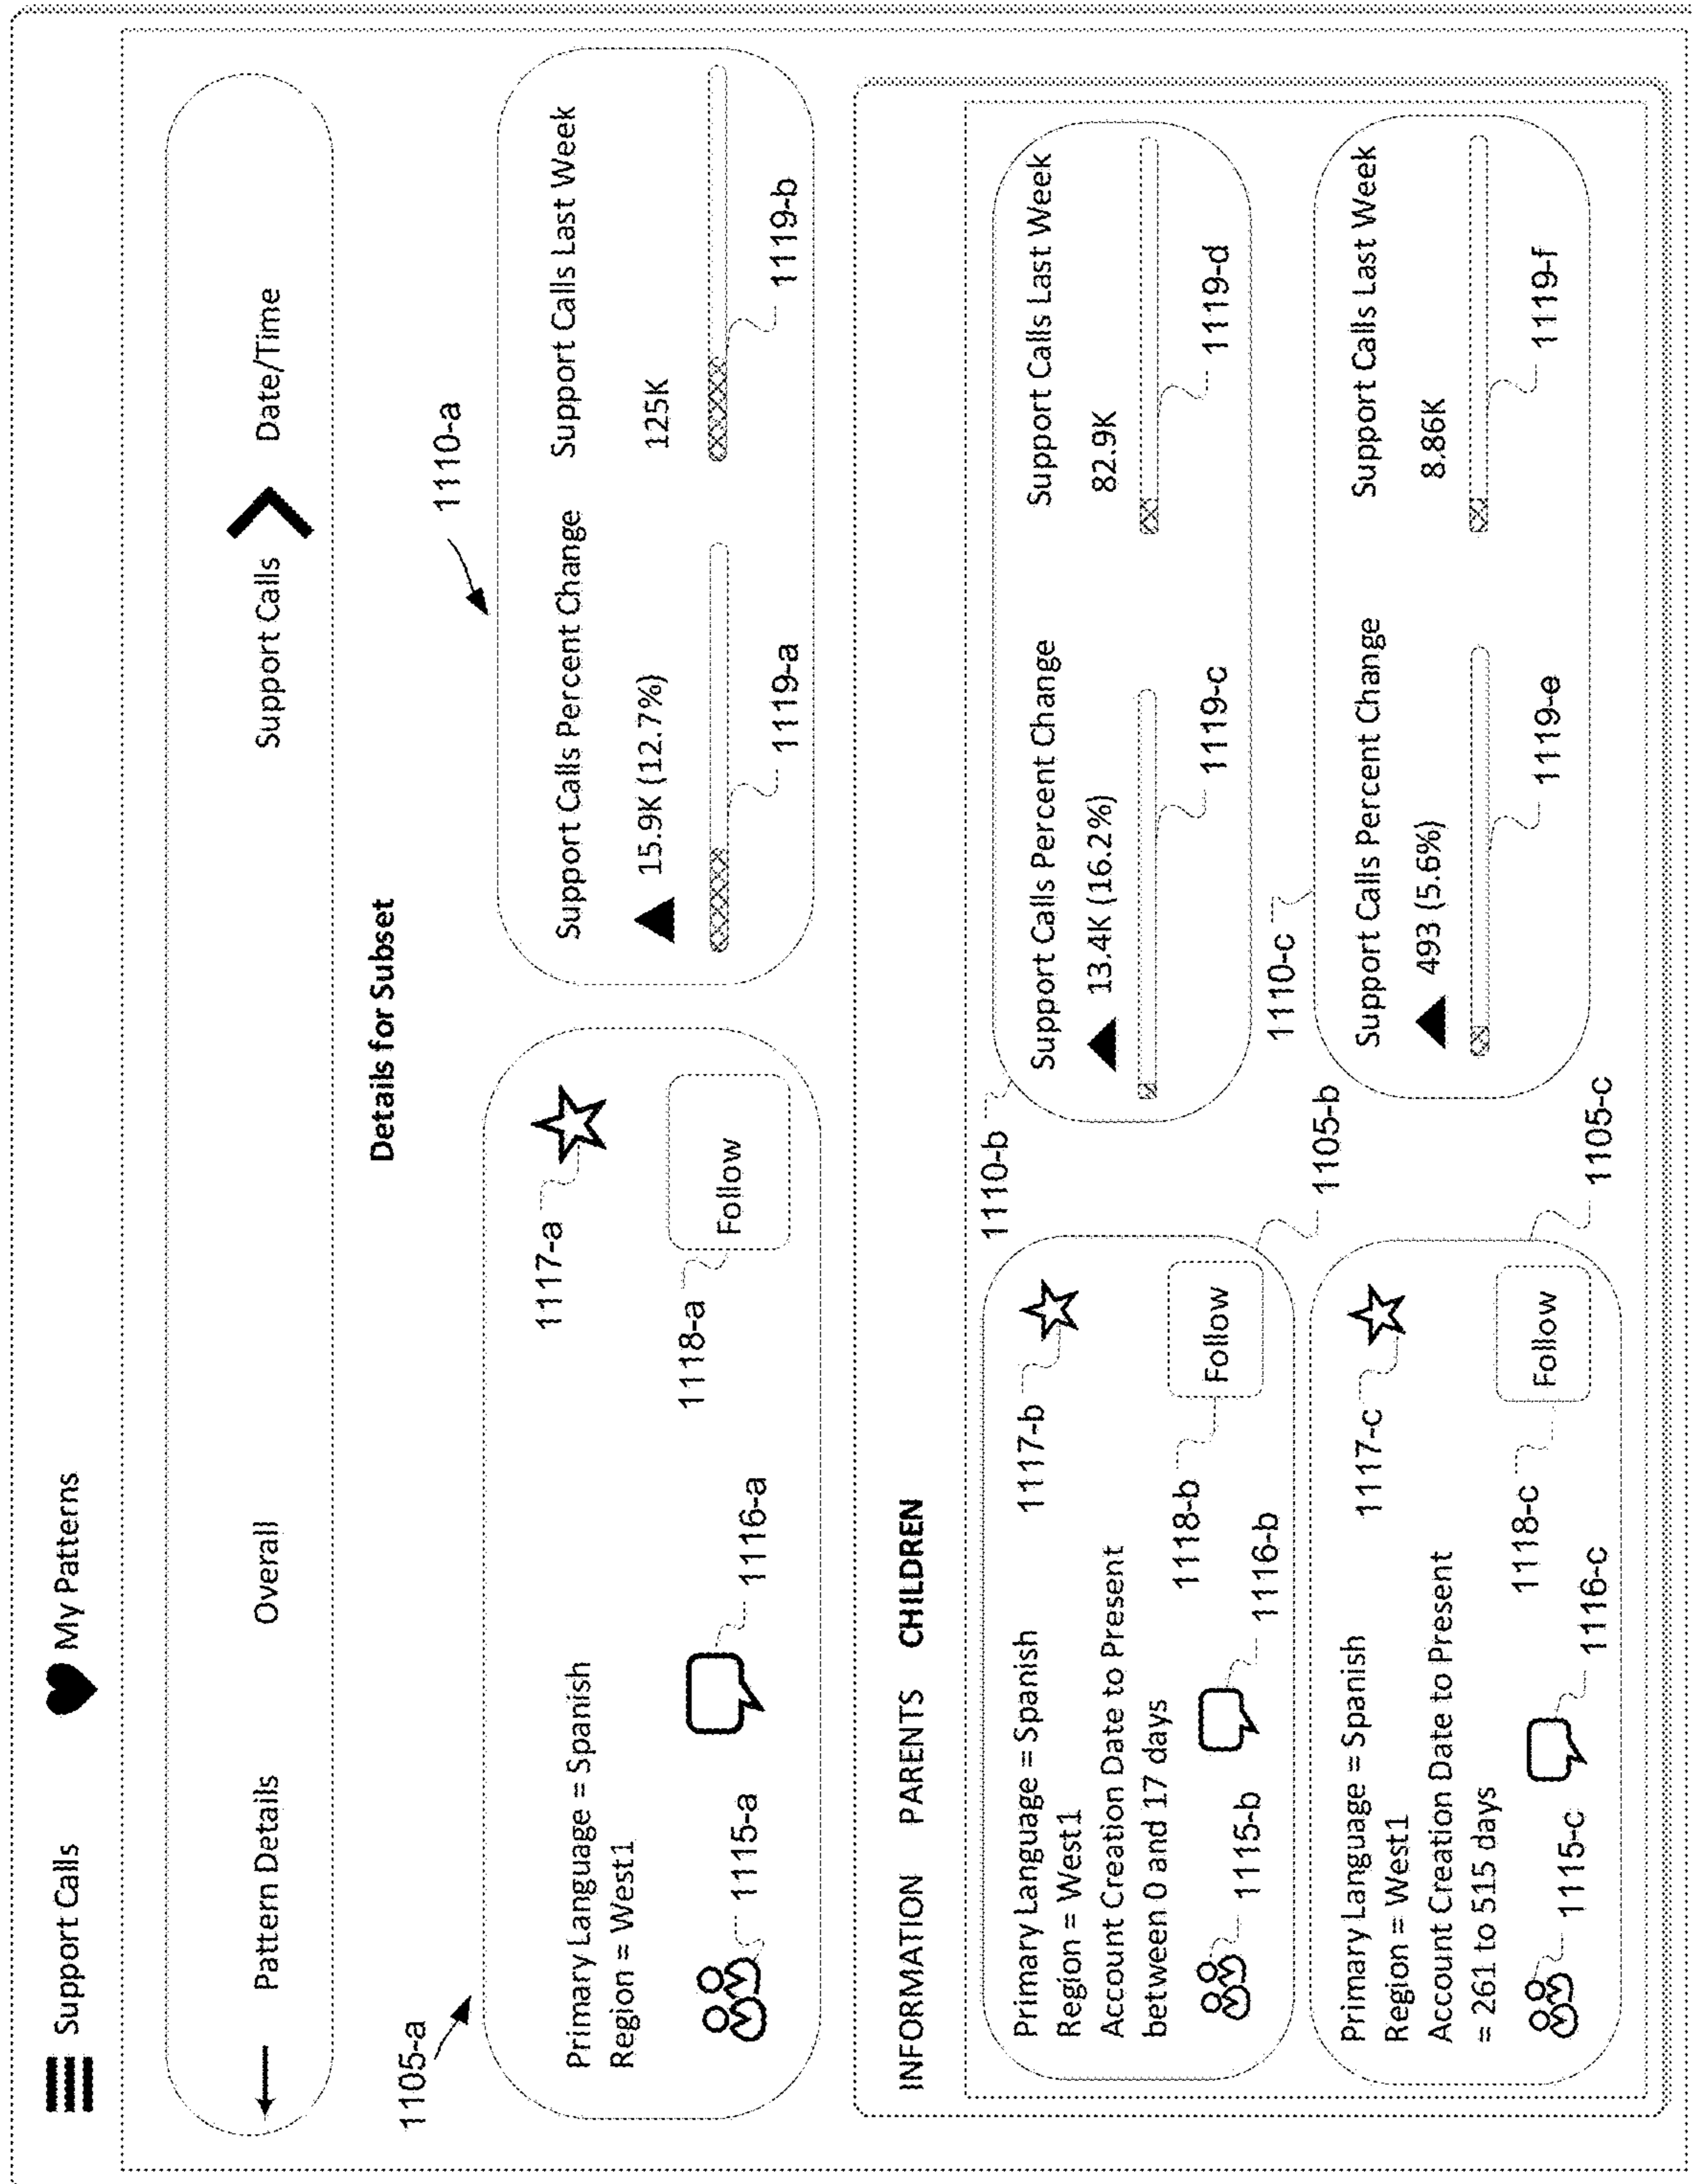 Support Calls
My Patterns
Pattern Details
Overall
Support Calls
Date/Time
Details for Subset
1105-a
1110-a
Primary Language = Spanish
Region = West1
1117-a
1118-a
Follow
1115-a
1116-a
Support Calls Percent Change
Support Calls Last Week
15.9K (12.7%)
125K
1119-a
1119-b
INFORMATION PARENTS CHILDREN
Primary Language = Spanish
Region = West1
Account Creation Date to Present
between 0 and 17 days
1117-b
1118-b
Follow
1115-b
1116-b
1105-b
1110-b
Support Calls Percent Change
Support Calls Last Week
13.4K (16.2%)
82.9K
1119-c
1119-d
Primary Language = Spanish
Region = West1
Account Creation Date to Present
= 261 to 515 days
1117-c
1118-c
Follow
1115-c
1116-c
1105-c
1110-c
Support Calls Percent Change
Support Calls Last Week
493 (5.6%)
8.86K
1119-e
1119-f